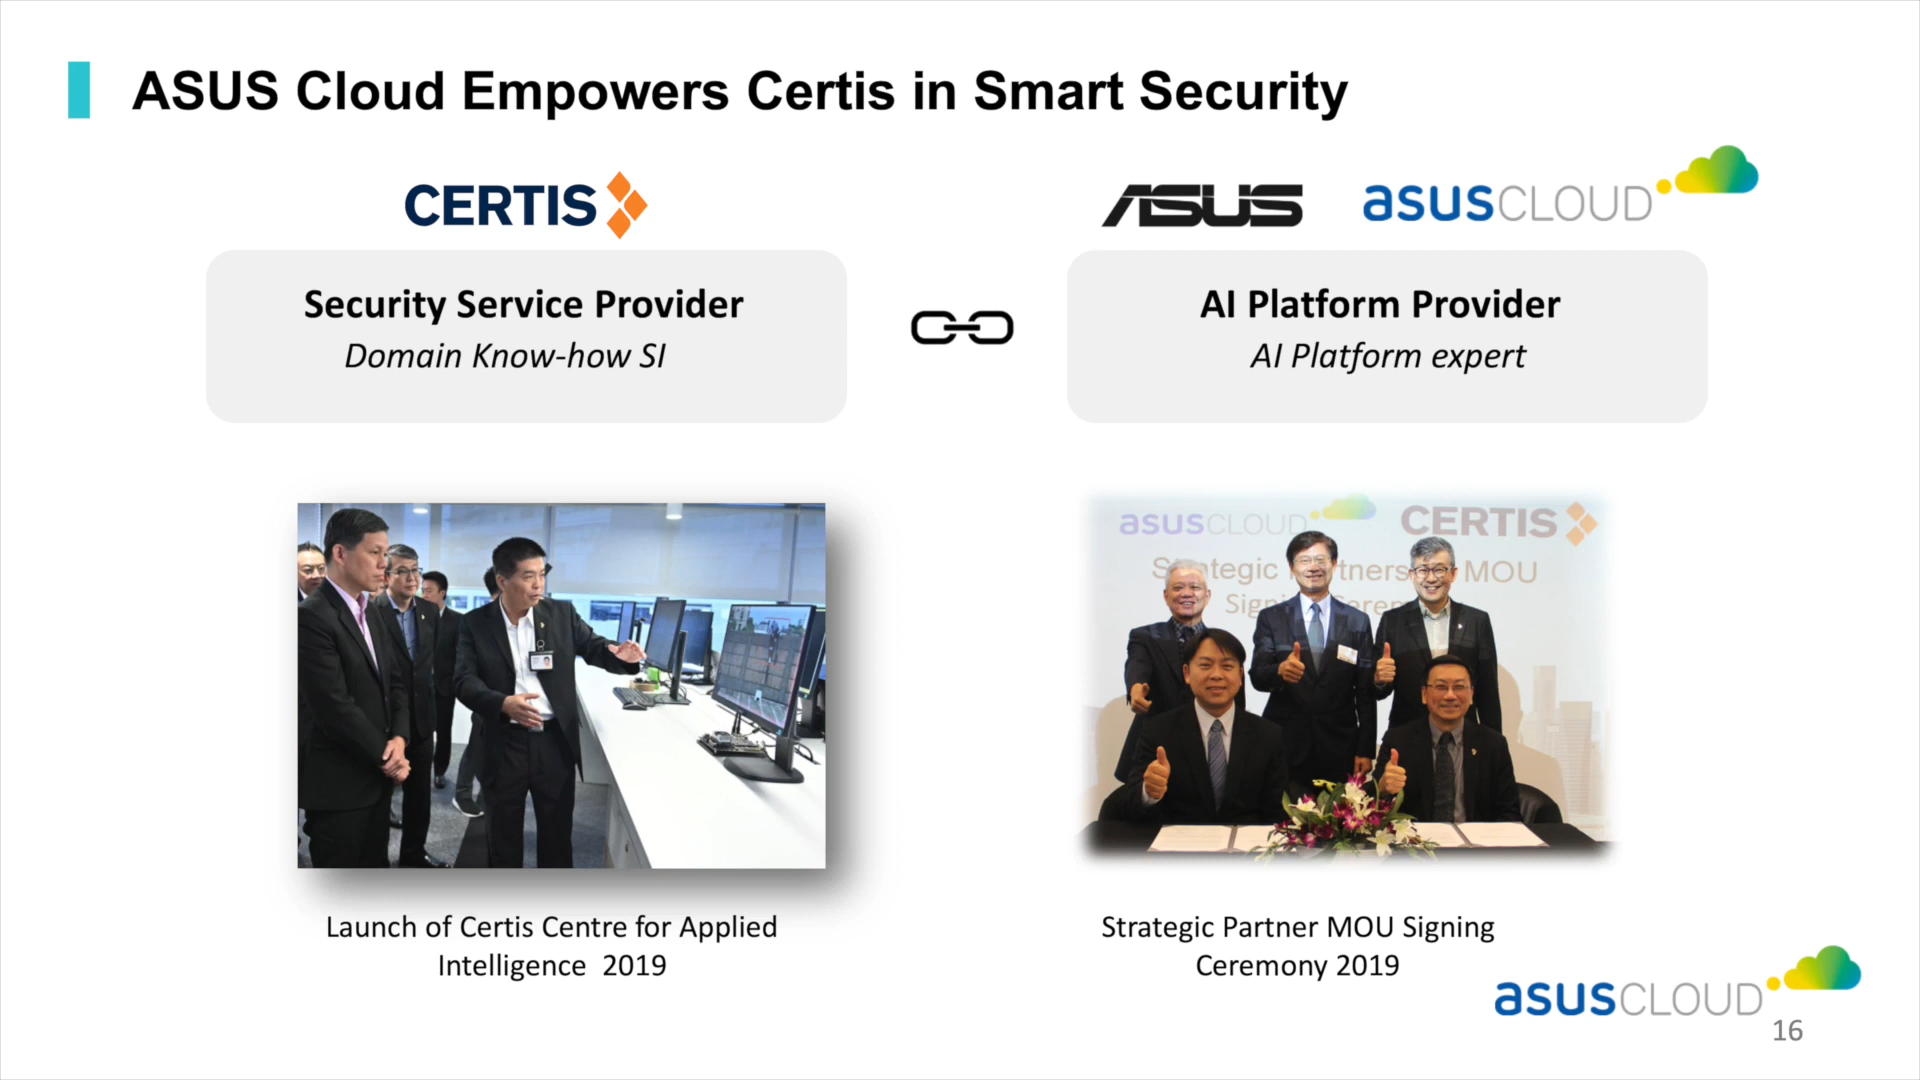 ASUS Cloud Empowers Certis in Smart Security
CERTIS
ASUS
asusCLOUD
Security Service Provider
Domain Know-how SI
AI Platform Provider
AI Platform expert
asusCLOUD
CERTIS
MOU
Launch of Certis Centre for Applied
Intelligence 2019
Strategic Partner MOU Signing
Ceremony 2019
asusCLOUD
16